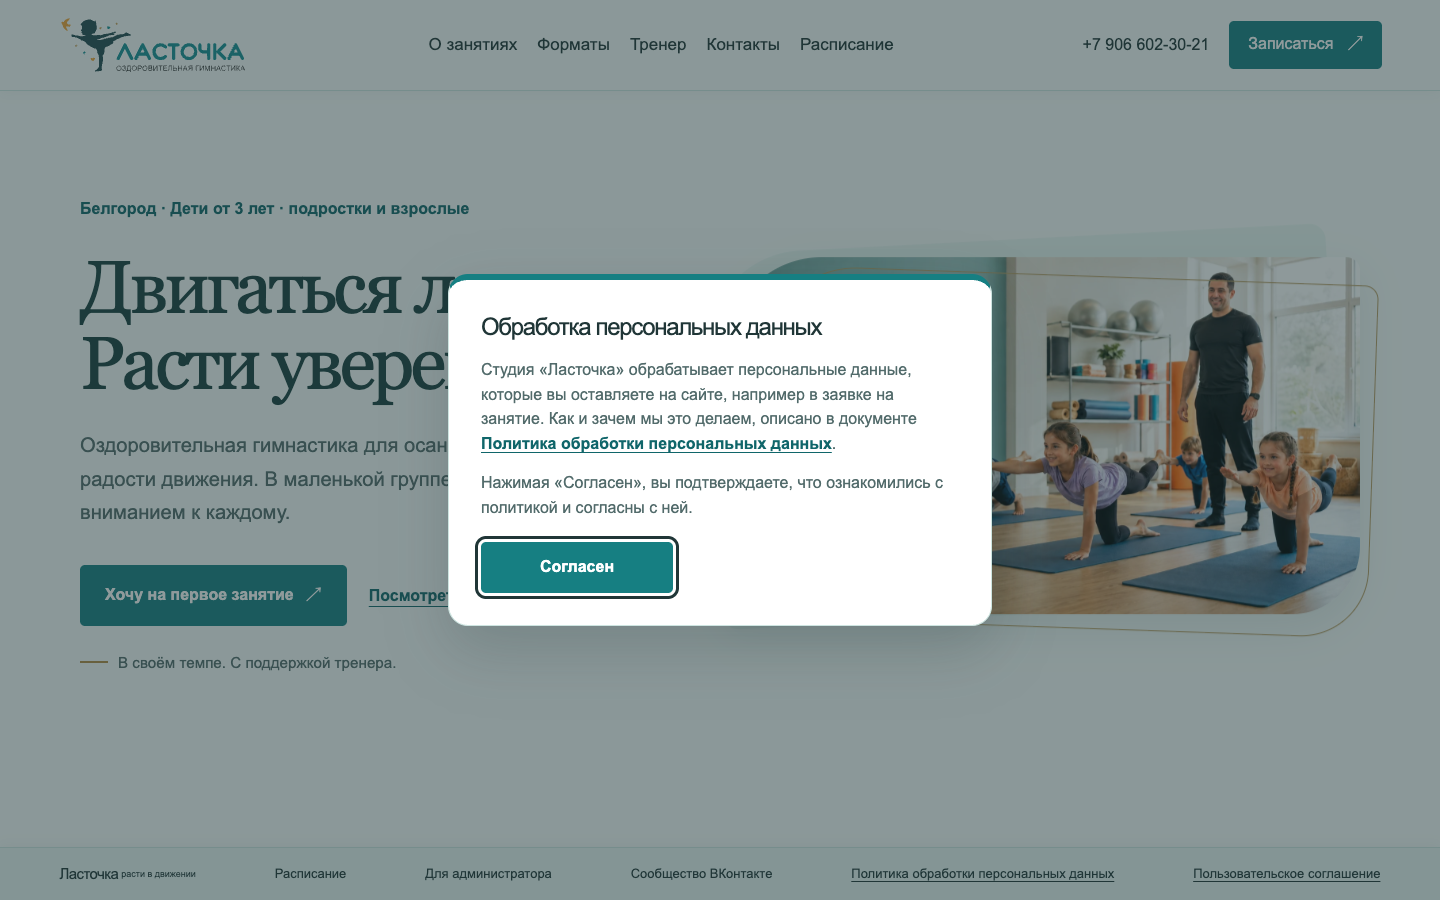 ЛАСТОЧКА
ОЗДОРОВИТЕЛЬНАЯ ГИМНАСТИКА
О занятиях Форматы Тренер Контакты Расписание
+7 906 602-30-21
Записаться
Белгород · Дети от 3 лет · подростки и взрослые
Двигаться л
Расти увере
Оздоровительная гимнастика для осан
радости движения. В маленькой группе
вниманием к каждому.
Хочу на первое занятие
Посмотрет
В своём темпе. С поддержкой тренера.
Обработка персональных данных
Студия «Ласточка» обрабатывает персональные данные,
которые вы оставляете на сайте, например в заявке на
занятие. Как и зачем мы это делаем, описано в документе
Политика обработки персональных данных.
Нажимая «Согласен», вы подтверждаете, что ознакомились с
политикой и согласны с ней.
Согласен
Ласточка расти в движении
Расписание
Для администратора
Сообщество ВКонтакте
Политика обработки персональных данных
Пользовательское соглашение